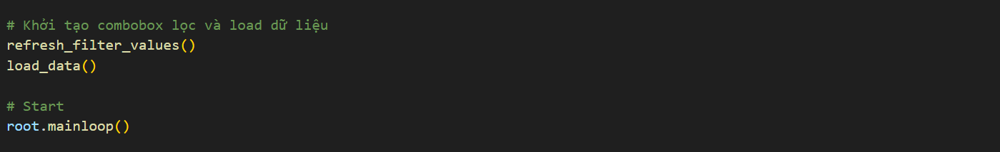 # Khởi tạo combobox lọc và load dữ liệu
refresh_filter_values()
load_data()
# Start
root.mainloop()